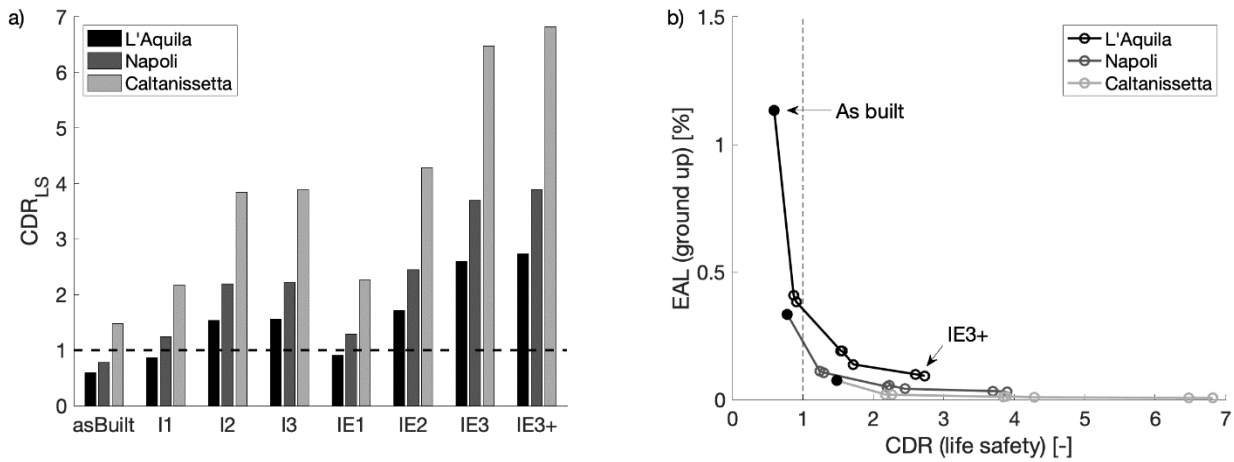 a)
CDR_LS
7
6
5
4
3
2
1
0
L'Aquila
Napoli
Caltanissetta
asBuilt I1 I2 I3 IE1 IE2 IE3 IE3+
b)
EAL (ground up) [%]
1.5
1
0.5
0
L'Aquila
Napoli
Caltanissetta
As built
IE3+
0 1 2 3 4 5 6 7
CDR (life safety) [-]